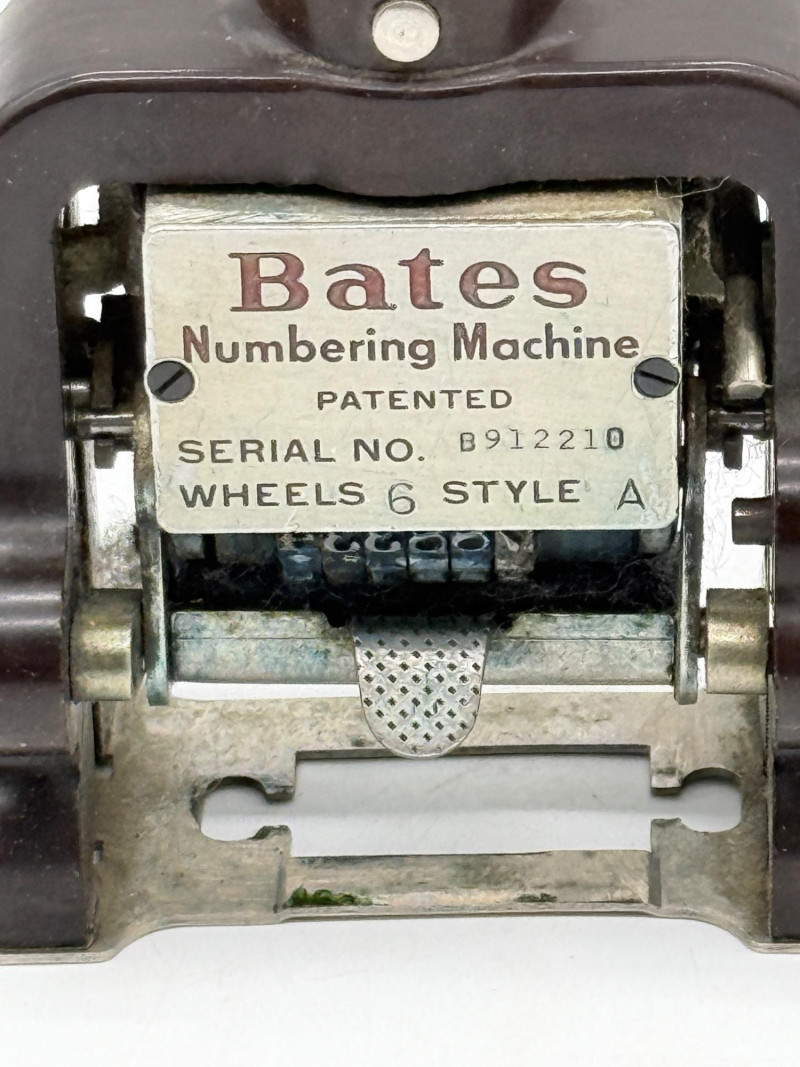 Bates
Numbering Machine
PATENTED
SERIAL NO. B912210
WHEELS 6 STYLE A